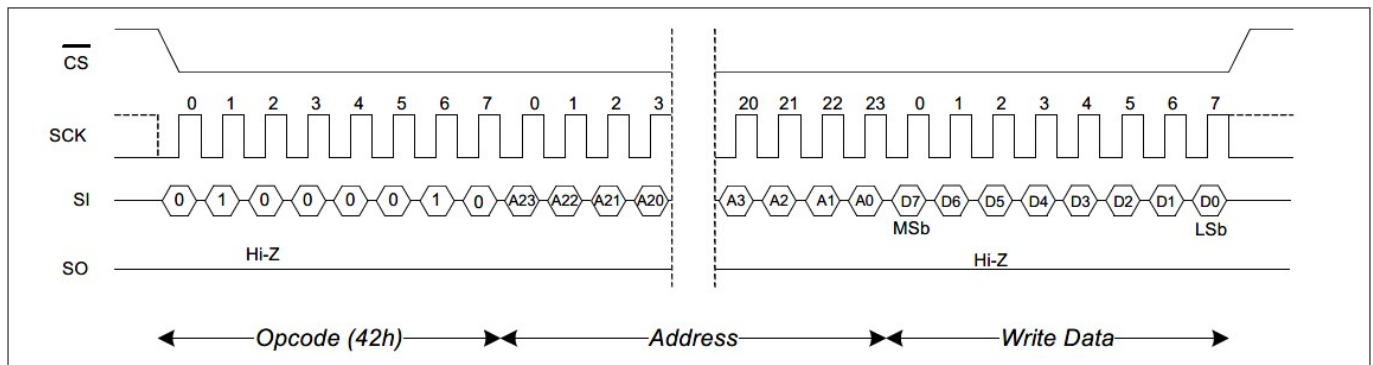 CS
0 1 2 3 4 5 6 7 0 1 2 3 20 21 22 23 0 1 2 3 4 5 6 7
SCK
SI 0 1 0 0 0 0 1 0 A23 A22 A21 A20 A3 A2 A1 A0 D7 D6 D5 D4 D3 D2 D1 D0
MSb LSb
Hi-Z Hi-Z
SO
Opcode (42h) Address Write Data